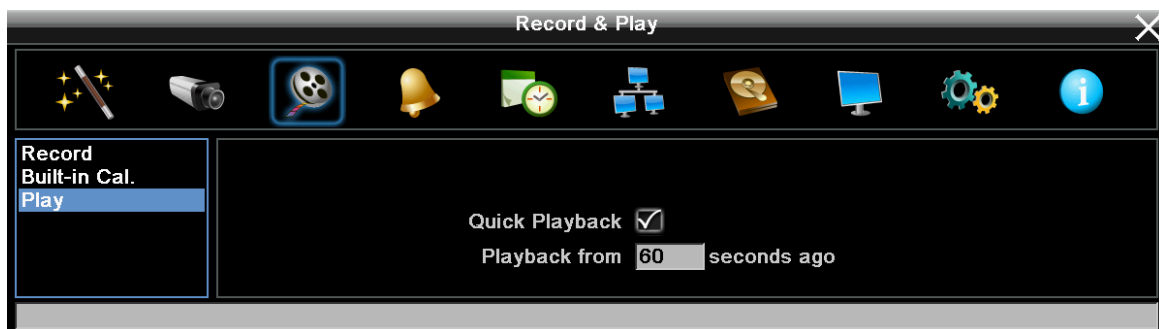 Record & Play
Record
Built-in Cal.
Play
Quick Playback
Playback from 60 seconds ago